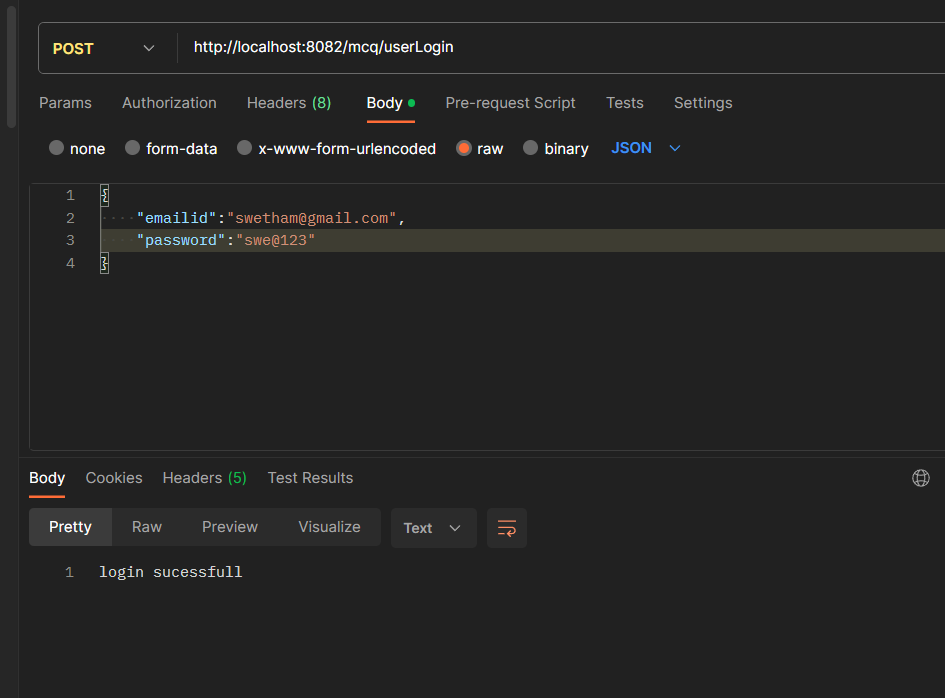 POST http://localhost:8082/mcq/userLogin
Params Authorization Headers (8) Body Pre-request Script Tests Settings
none form-data x-www-form-urlencoded raw binary JSON
1 {
2 "emailid":"swetham@gmail.com",
3 "password":"swe@123"
4 }
Body Cookies Headers (5) Test Results
Pretty Raw Preview Visualize Text
1 login sucessfull